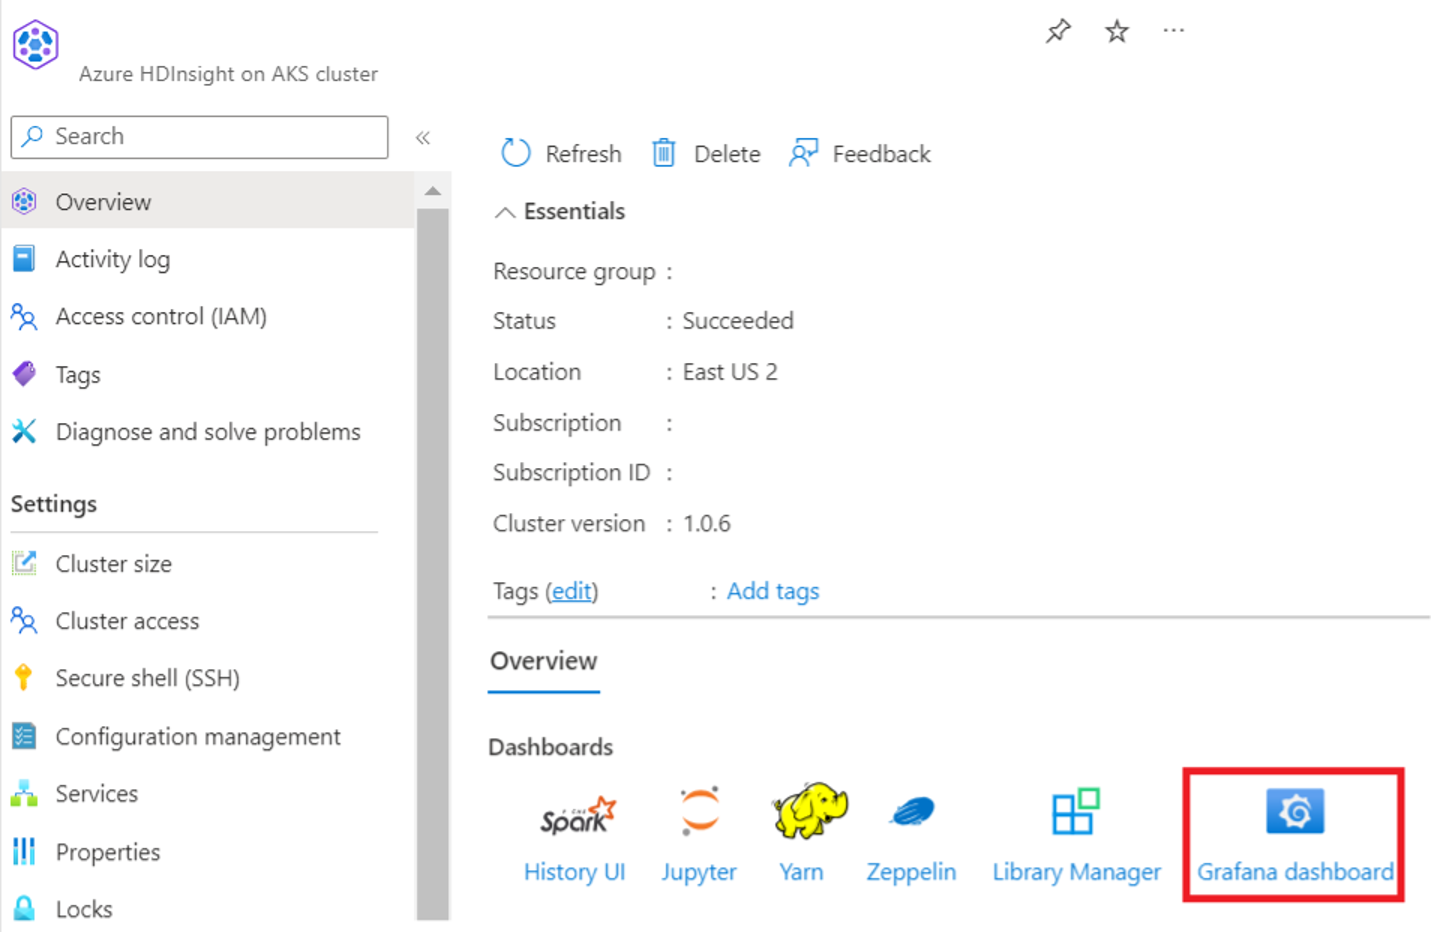 Azure HDInsight on AKS cluster
Search
«
Overview
Activity log
Access control (IAM)
Tags
Diagnose and solve problems
Settings
Cluster size
Cluster access
Secure shell (SSH)
Configuration management
Services
Properties
Locks
Refresh Delete Feedback
Essentials
Resource group :
Status : Succeeded
Location : East US 2
Subscription :
Subscription ID :
Cluster version : 1.0.6
Tags (edit) : Add tags
Overview
Dashboards
Spark
History UI Jupyter Yarn Zeppelin Library Manager Grafana dashboard